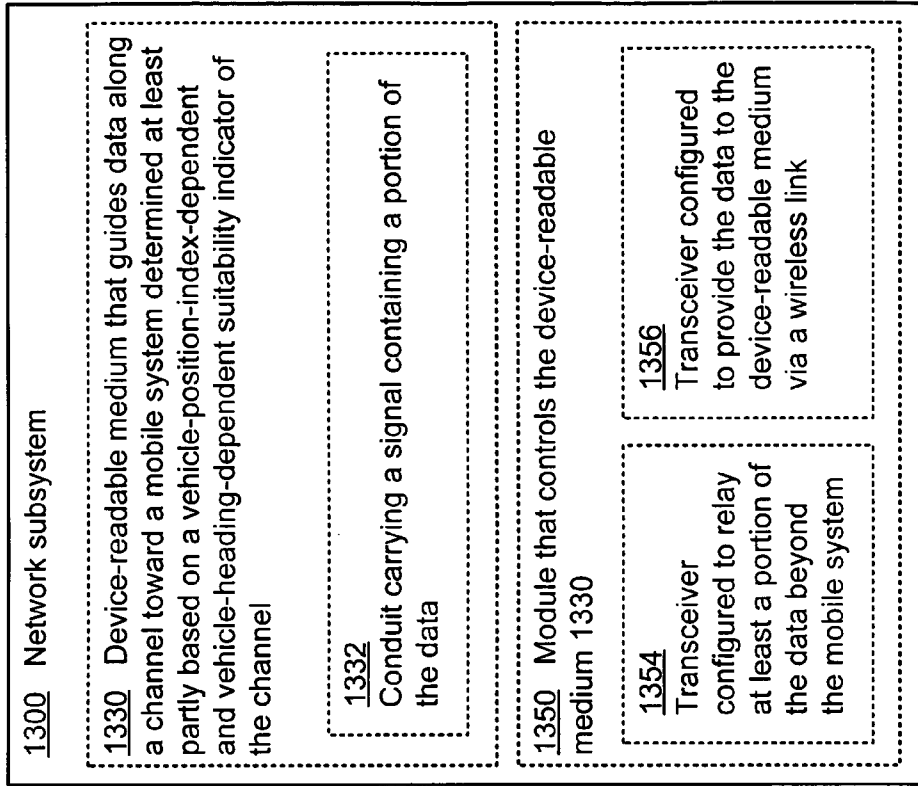 1300 Network subsystem
1330 Device-readable medium that guides data along
a channel toward a mobile system determined at least
partly based on a vehicle-position-index-dependent
and vehicle-heading-dependent suitability indicator of
the channel
1332
Conduit carrying a signal containing a portion of
the data
1350 Module that controls the device-readable
medium 1330
1354
Transceiver
configured to relay
at least a portion of
the data beyond
the mobile system
1356
Transceiver configured
to provide the data to the
device-readable medium
via a wireless link